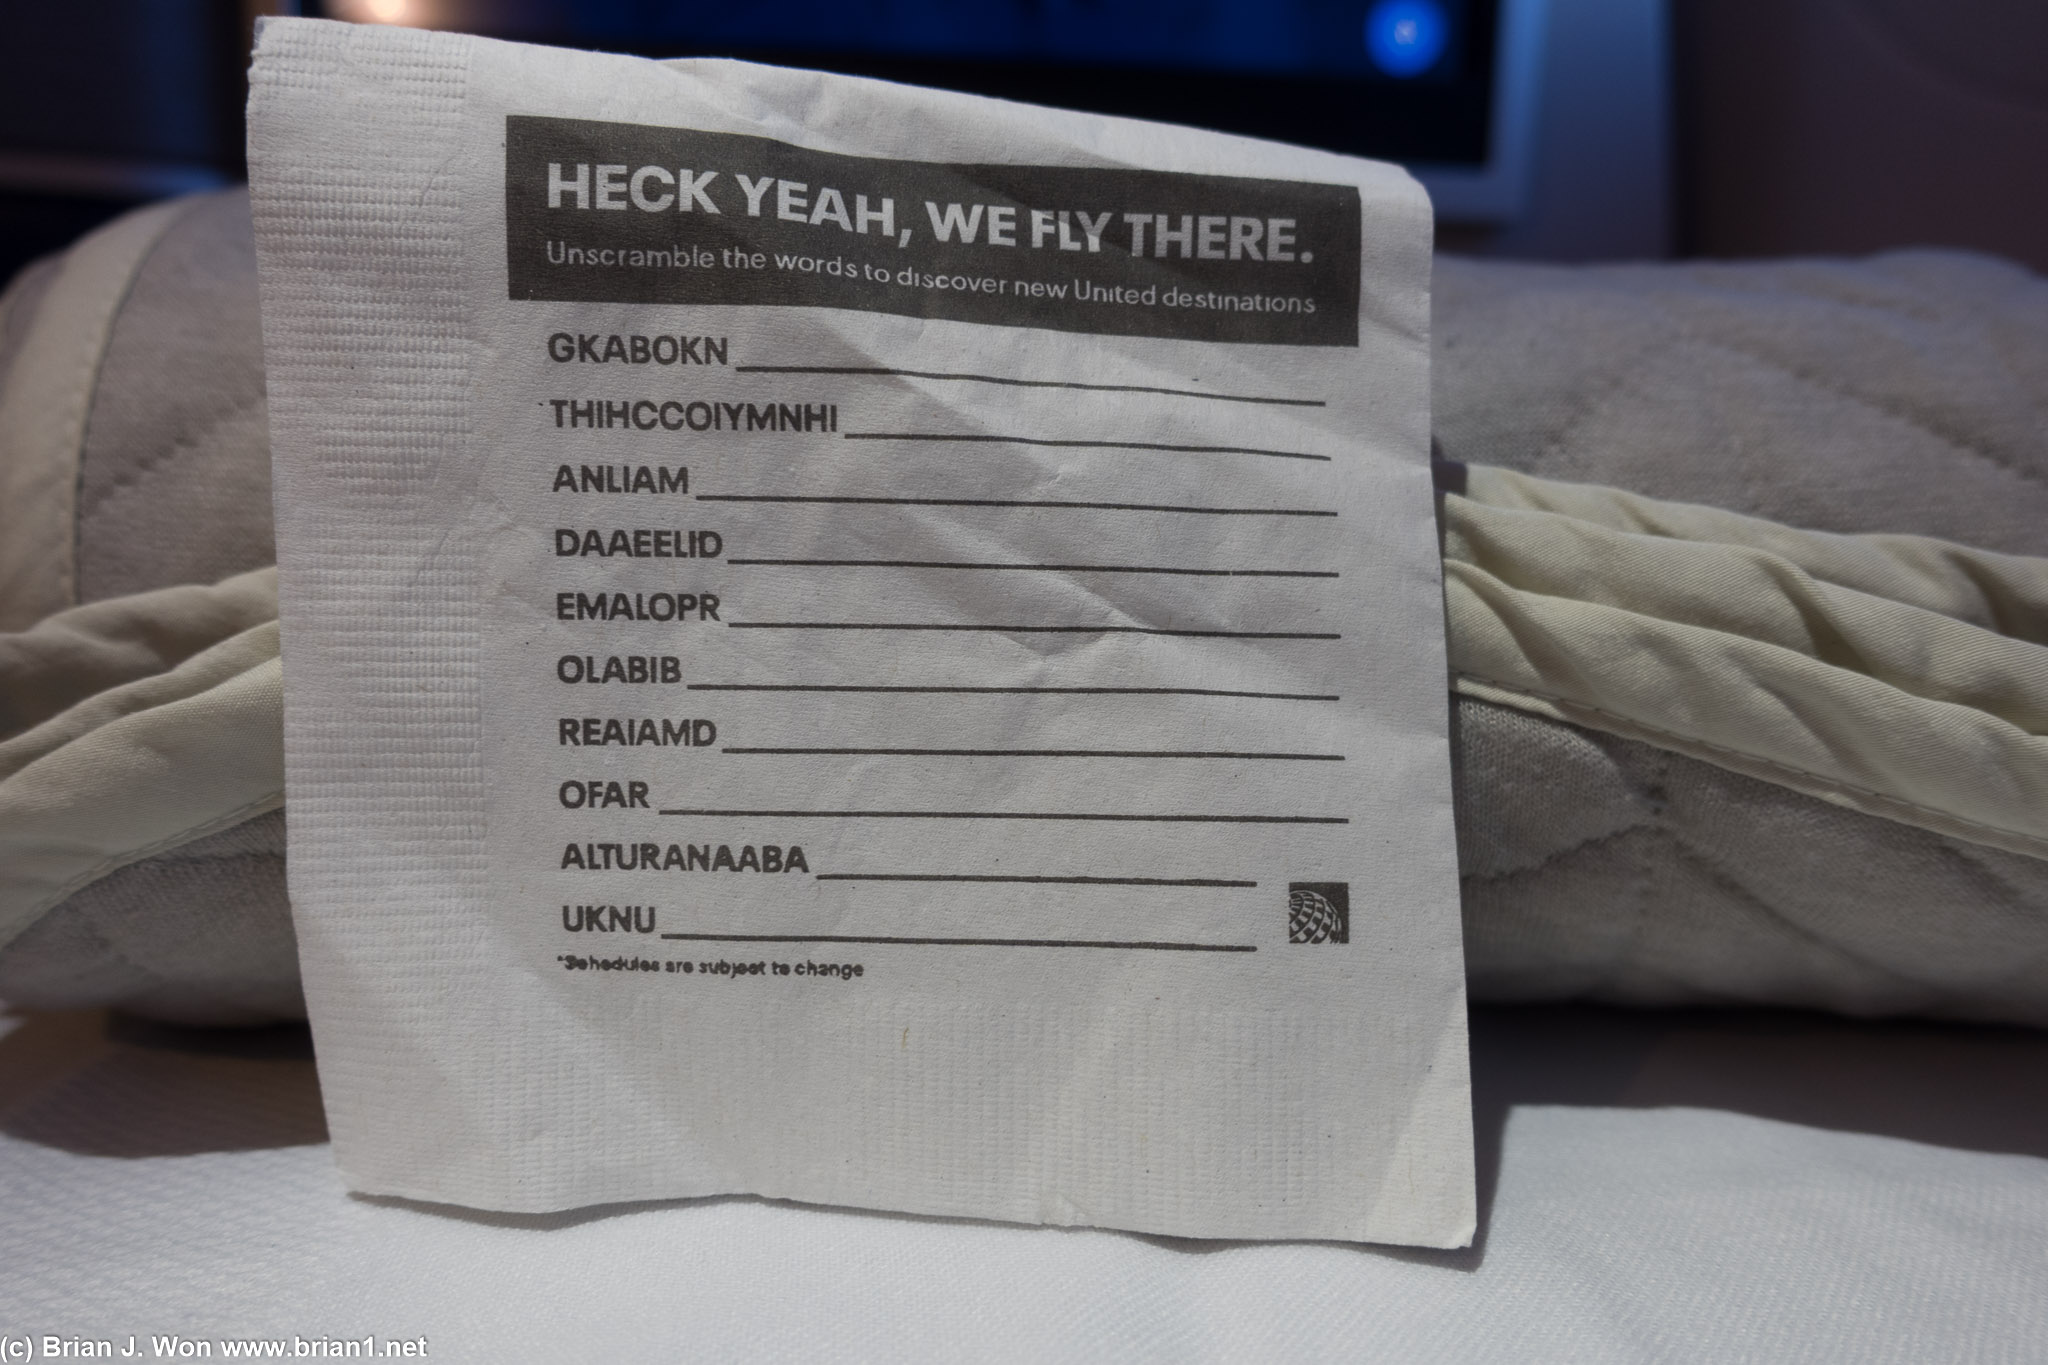 HECK YEAH, WE FLY THERE.
Unscramble the words to discover new United destinations
GKABOKN
THIHCCOIYMNHI
ANLIAM
DAAEELID
EMALOPR
OLABIB
REAIAMD
OFAR
ALTURANAABA
UKNU
*Schedules are subject to change
(c) Brian J. Won www.brian1.net